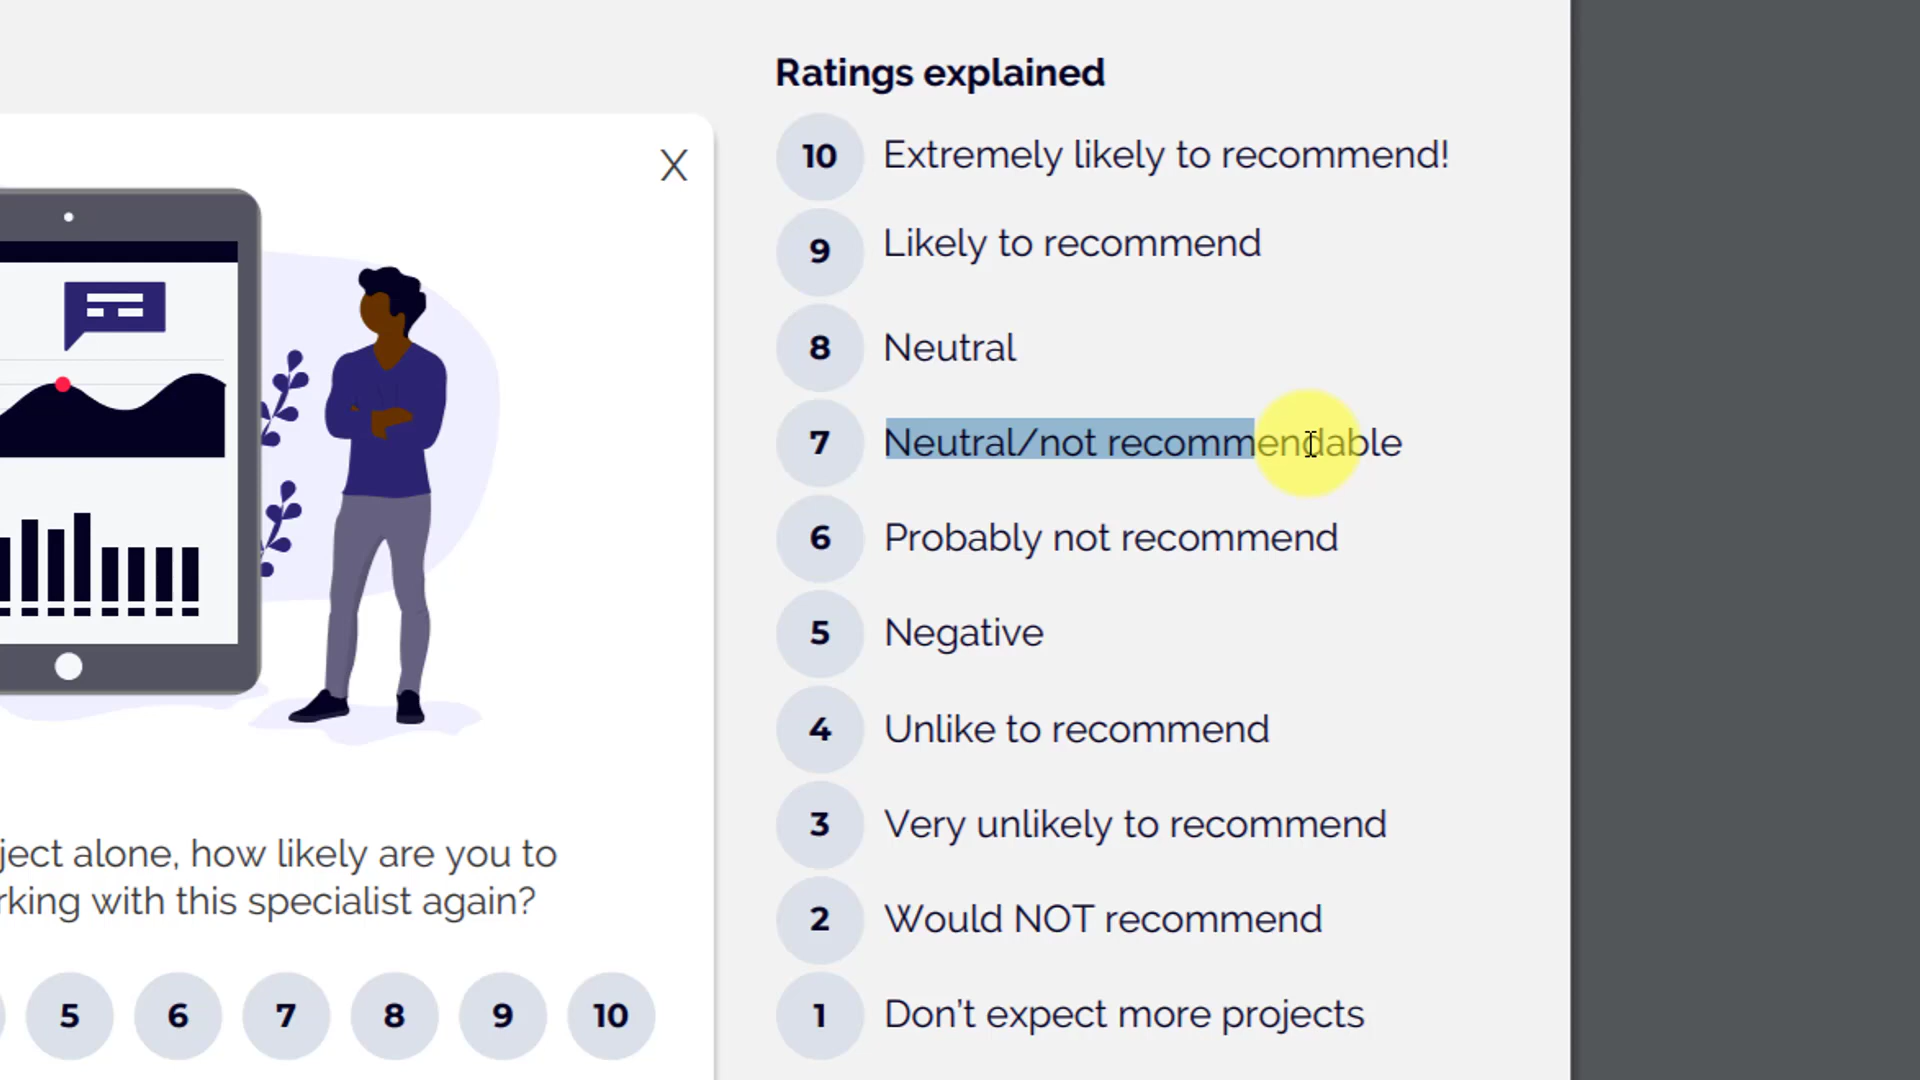 Ratings explained
X
10 Extremely likely to recommend!
9 Likely to recommend
8 Neutral
7 Neutral/not recommendable
6 Probably not recommend
5 Negative
4 Unlike to recommend
3 Very unlikely to recommend
2 Would NOT recommend
1 Don't expect more projects
ject alone, how likely are you to
rking with this specialist again?
5 6 7 8 9 10